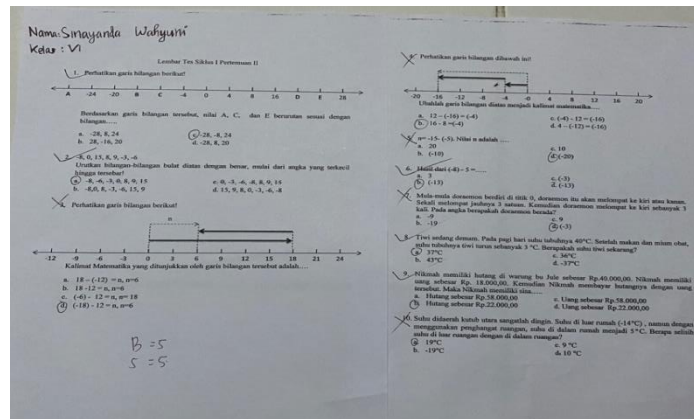 Nama: Sinayanda Wahyuni
Kelas : VI
Lembar Tes Siklus I Pertemuan II
1. Perhatikan garis bilangan berikut!
A -24 -20 B C -4 0 4 D 12 16 20 E 28
Berdasarkan garis bilangan tersebut, nilai A, C, dan E berurutan sesuai dengan
bilangan.....
a. -28, 8, 24
b. 28, -16, 20
c. -28, -8, 24
d. -28, 8, 20
2. -8, 0, 15, 8, 9, -3, -6
Urutkan bilangan-bilangan bulat diatas dengan benar, mulai dari angka yang terkecil
hingga terbesar!
a. -8, -6, -3, 0, 8, 9, 15
b. -8,0, 8, -3, -6, 15, 9
c. 0, -3, -6, -8, 8, 9, 15
d. 15, 9, 8, 0, -3, -6, -8
Perhatikan garis bilangan berikut!
n
-12 -9 -6 -3 0 3 6 9 12 15 18 21 24
Kalimat Matematika yang ditunjukkan oleh garis bilangan tersebut adalah....
a. 18 – (-12) = n, n=6
b. 18 -12 = n, n=6
c. (-6) - 12 = n, n= 18
d. (-18) - 12 = n, n=6
B = 5
S = 5
Perhatikan garis bilangan dibawah ini!
-20 -16 -12 -8 -4 0 4 8 12 16 20
Ubahlah garis bilangan diatas menjadi kalimat matematika....
a. 12 – (-16) = (-4)
b. 16 - 8 =(-4)
c. (-4) - 12 = (-16)
d. 4 - (-12) = (-16)
n= -15- (-5). Nilai n adalah .....
a. 20
b. (-10)
c. 10
d. (-20)
6. Hasil dari (-8) - 5 =......
a. 3
b. (-13)
c. (-3)
d. (-13)
Mula-mula doraemon berdiri di titik 0, doraemon itu akan melompat ke kiri atau kanan.
Sekali melompat jauhnya 3 satuan. Kemudian doraemon melompat ke kiri sebanyak 3
kali. Pada angka berapakah doraemon berada?
a. -9
b. -19
c. 9
d. (-3)
8. Tiwi sedang demam. Pada pagi hari suhu tubuhnya 40°C. Setelah makan dan minum obat,
suhu tubuhnya tiwi turun sebanyak 3 °C. Berapakah suhu tiwi sekarang?
a. 37°C
b. 43°C
c. 36°C
d. -37°C
9. Nikmah memiliki hutang di warung bu Jule sebesar Rp.40.000,00. Nikmah memiliki
uang sebesar Rp. 18.000,00. Kemudian Nikmah membayar hutangnya dengan uang
tersebut. Maka Nikmah memiliki sisa.....
a. Hutang sebesar Rp.58.000,00
b. Hutang sebesar Rp.22.000,00
c. Uang sebesar Rp.58.000,00
d. Uang sebesar Rp.22.000,00
10. Suhu didaerah kutub utara sangatlah dingin. Suhu di luar rumah (-14°C) , namun dengan
menggunakan penghangat ruangan, suhu di dalam rumah menjadi 5°C. Berapa selisih
suhu di luar ruangan dengan di dalam ruangan?
a. 19°C
b. -19°C
c. 9 °C
d. 10 °C